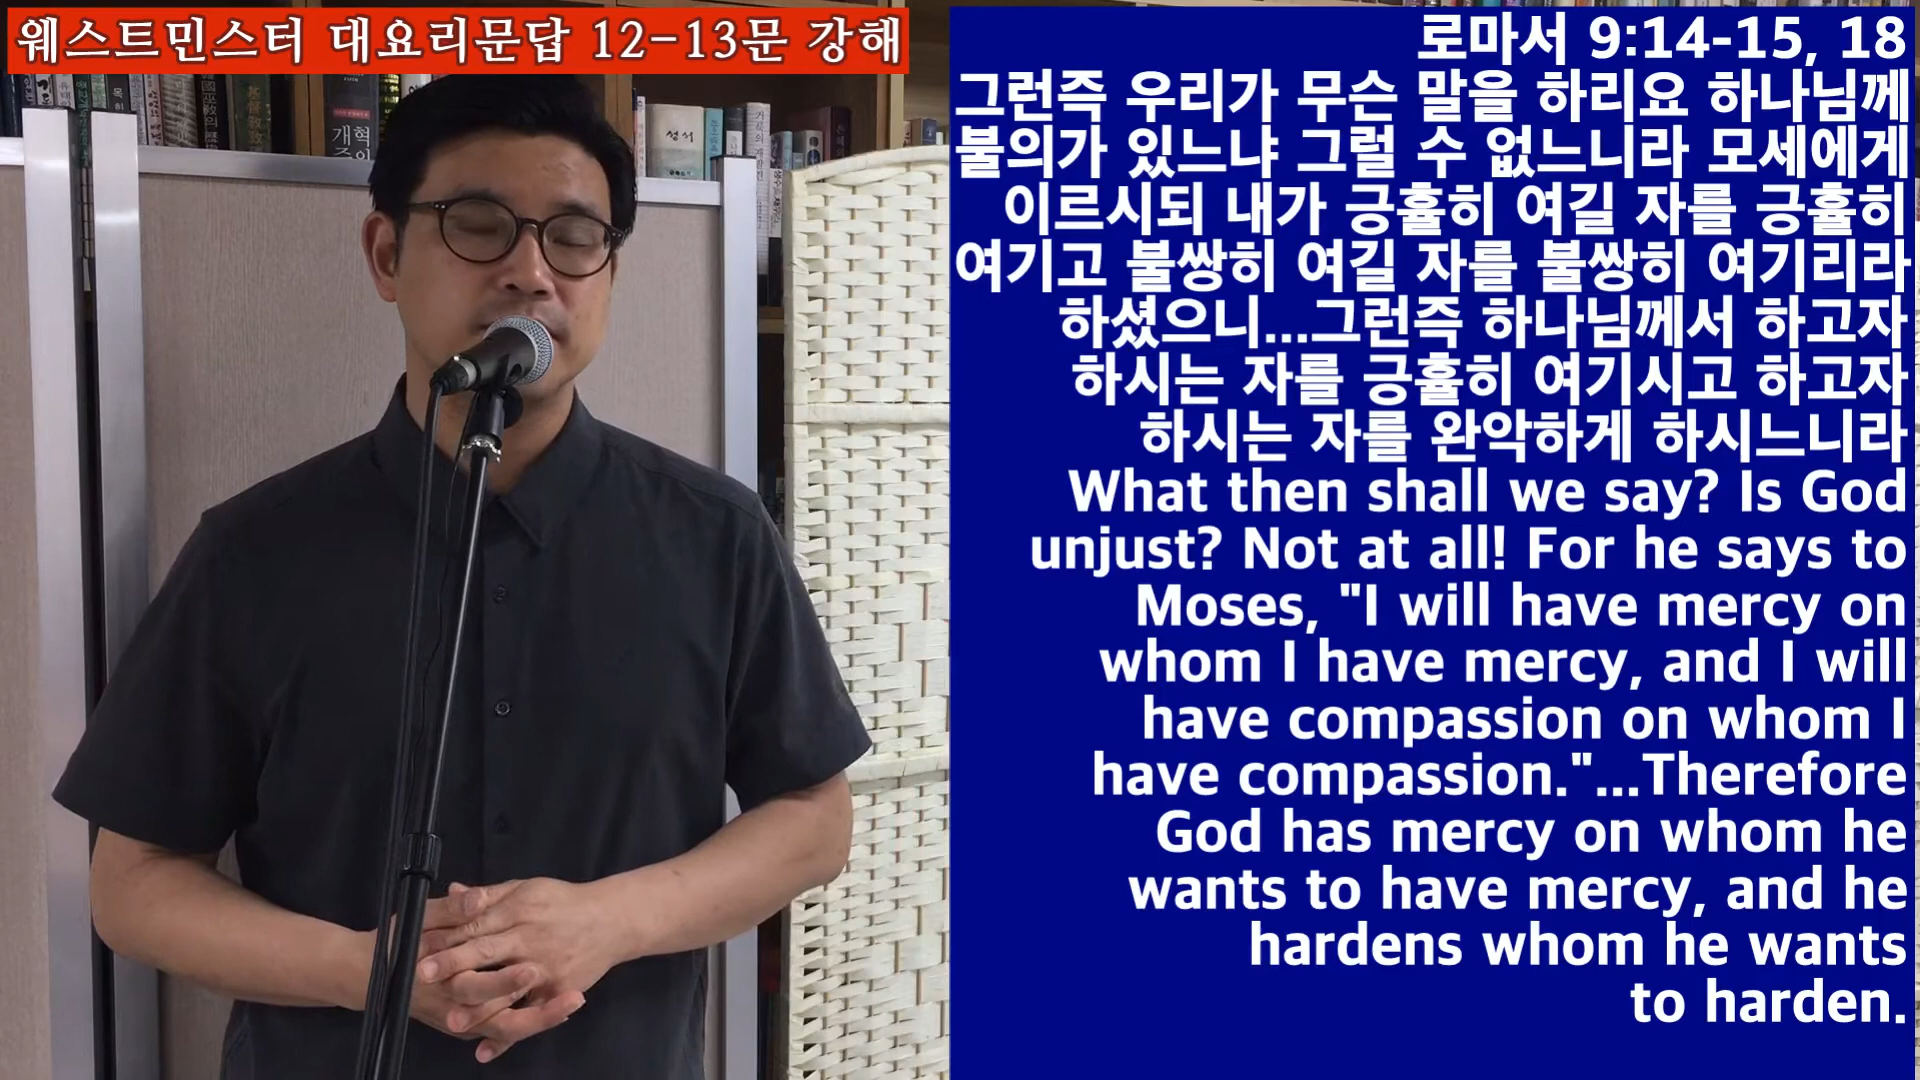 웨스트민스터 대요리문답 12-13문 강해
로마서 9:14-15, 18
그런즉 우리가 무슨 말을 하리요 하나님께
불의가 있느냐 그럴 수 없느니라 모세에게
이르시되 내가 긍휼히 여길 자를 긍휼히
여기고 불쌍히 여길 자를 불쌍히 여기리라
하셨으니...그런즉 하나님께서 하고자
하시는 자를 긍휼히 여기시고 하고자
하시는 자를 완악하게 하시느니라
What then shall we say? Is God
unjust? Not at all! For he says to
Moses, "I will have mercy on
whom I have mercy, and I will
have compassion on whom I
have compassion."...Therefore
God has mercy on whom he
wants to have mercy, and he
hardens whom he wants
to harden.
개혁
성서